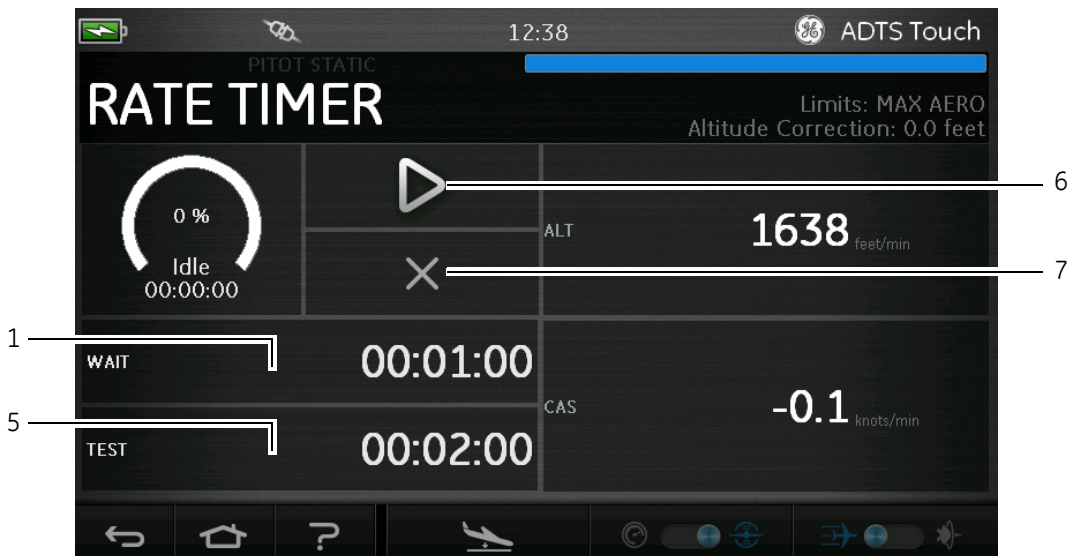 12:38
ADTS Touch
PITOT STATIC
RATE TIMER
Limits: MAX AERO
Altitude Correction: 0.0 feet
0 %
Idle
00:00:00
ALT
1638 feet/min
6
7
1
WAIT
00:01:00
CAS
-0.1 knots/min
5
TEST
00:02:00